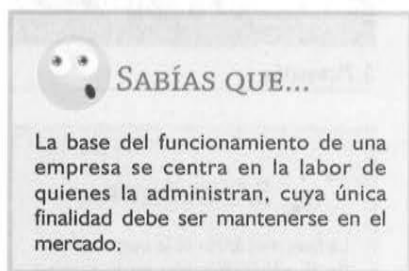 SABÍAS QUE...
La base del funcionamiento de una
empresa se centra en la labor de
quienes la administran, cuya única
finalidad debe ser mantenerse en el
mercado.